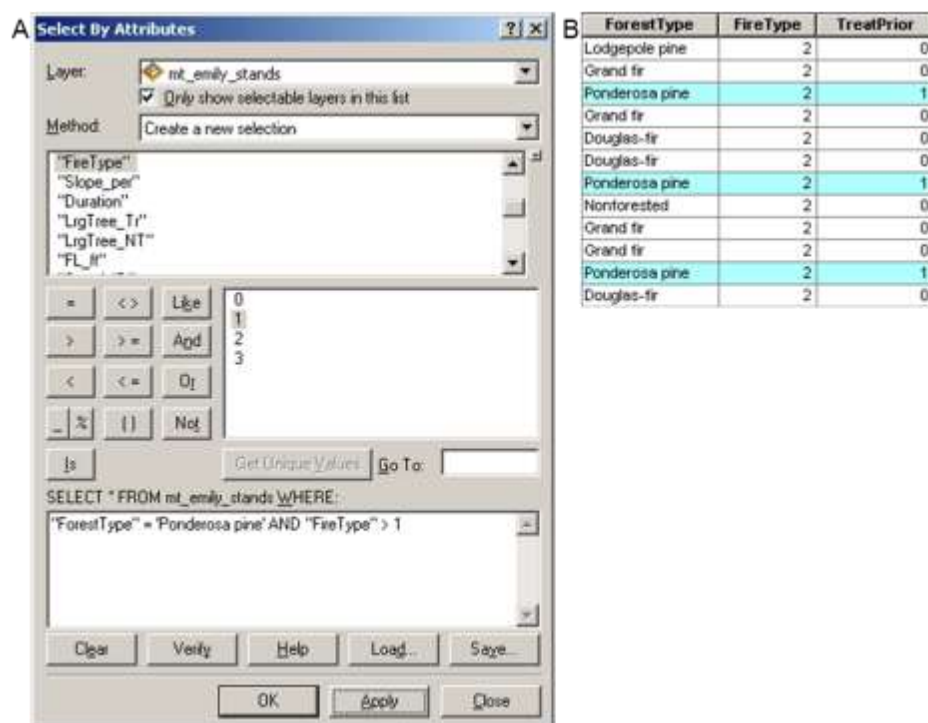 A
Select By Attributes
Layer: mt_emily_stands
Only show selectable layers in this list
Method: Create a new selection
"FireType"
"Slope_per"
"Duration"
"LrgTree_Tr"
"LrgTree_NT"
"FL_ff"
= <> Like
> >= And
< <= Or
_ % () Not
Is
0
1
2
3
Get Unique Values Go To:
SELECT * FROM mt_emily_stands WHERE:
"ForestType" = 'Ponderosa pine' AND "FireType" > 1
Clear Verify Help Load... Save...
OK Apply Close
B
ForestType FireType TreatPrior
Lodgepole pine 2 0
Grand fir 2 0
Ponderosa pine 2 1
Grand fir 2 0
Douglas-fir 2 0
Douglas-fir 2 0
Ponderosa pine 2 1
Nonforested 2 0
Grand fir 2 0
Grand fir 2 0
Ponderosa pine 2 1
Douglas-fir 2 0